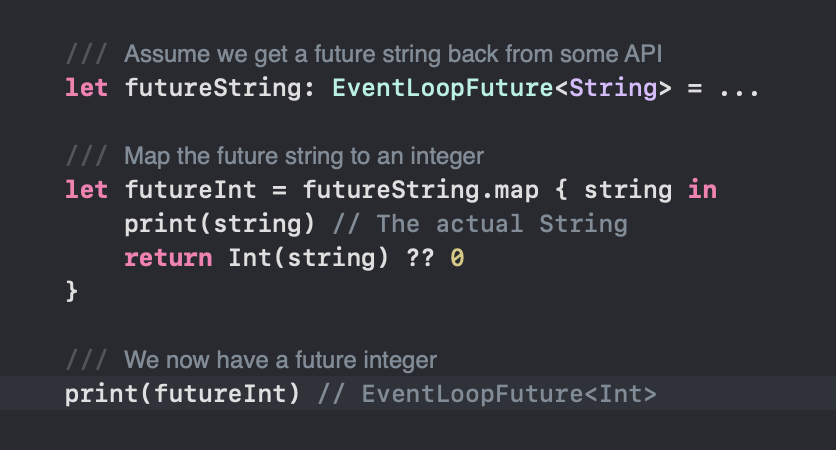 /// Assume we get a future string back from some API
let futureString: EventLoopFuture<String> = ...
/// Map the future string to an integer
let futureInt = futureString.map { string in
    print(string) // The actual String
    return Int(string) ?? 0
}
/// We now have a future integer
print(futureInt) // EventLoopFuture<Int>